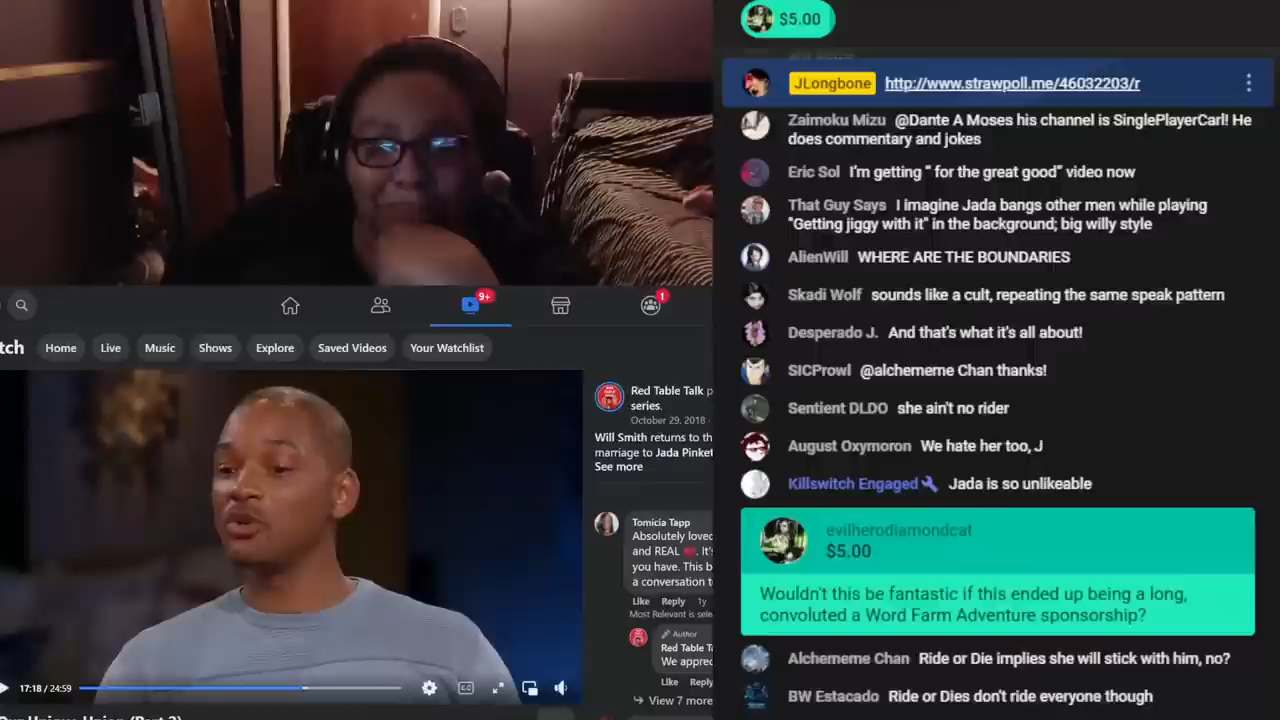 $5.00
JLongbone http://www.strawpoll.me/46032203/r
Zaimoku Mizu @Dante A Moses his channel is SinglePlayerCarl! He
does commentary and jokes
Eric Sol I'm getting " for the great good" video now
That Guy Says I imagine Jada bangs other men while playing
"Getting jiggy with it" in the background; big willy style
AlienWill WHERE ARE THE BOUNDARIES
Skadi Wolf sounds like a cult, repeating the same speak pattern
Desperado J. And that's what it's all about!
SICProwl @alchememe Chan thanks!
Sentient DLDO she ain't no rider
August Oxymoron We hate her too, J
Killswitch Engaged Jada is so unlikeable
evilherodiamondcat
$5.00
Wouldn't this be fantastic if this ended up being a long,
convoluted a Word Farm Adventure sponsorship?
Alchememe Chan Ride or Die implies she will stick with him, no?
BW Estacado Ride or Dies don't ride everyone though
9+
1
tch Home Live Music Shows Explore Saved Videos Your Watchlist
Red Table Talk p
series.
October 29, 2018 ·
Will Smith returns to th
marriage to Jada Pinket
See more
Tomicia Tapp
Absolutely loved
and REAL ❤️. It's
you have. This b
a conversation t
Like Reply 1y
Most Relevant is sele
Author
Red Table Ta
We apprec
Like Reply
View 7 more
17:18 / 24:59
Our Unique Union (Part 2)